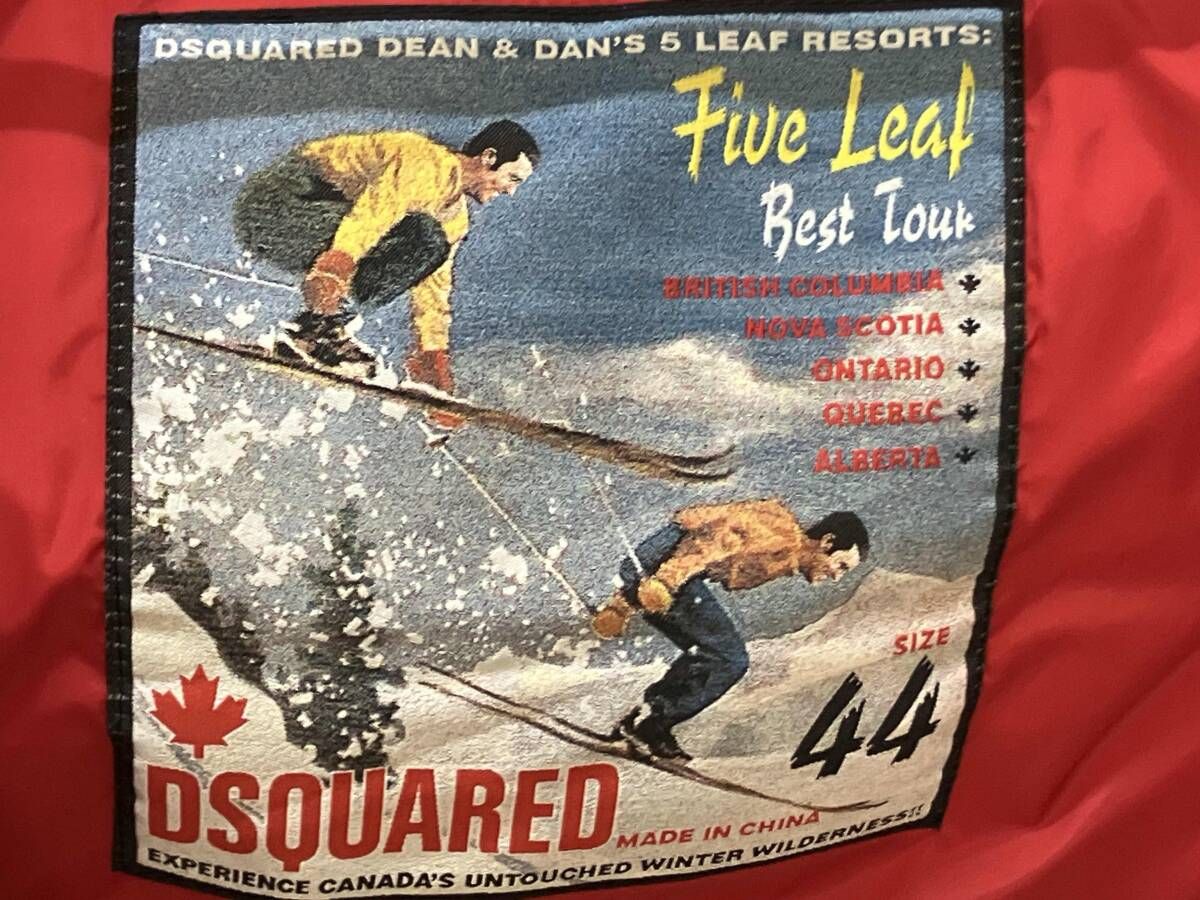 DSQUARED DEAN & DAN'S 5 LEAF RESORTS:
Five Leaf
Best Tour
BRITISH COLUMBIA
NOVA SCOTIA
ONTARIO
QUEBEC
ALBERTA
SIZE
44
DSQUARED
MADE IN CHINA
EXPERIENCE CANADA'S UNTOUCHED WINTER WILDERNESS!!